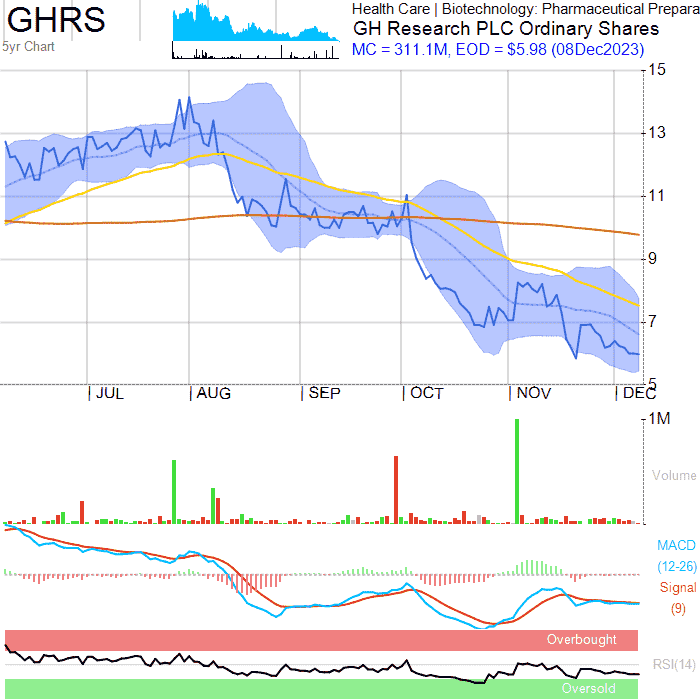 GHRS
5yr Chart
Health Care | Biotechnology: Pharmaceutical Prepara
GH Research PLC Ordinary Shares
MC = 311.1M, EOD = $5.98 (08Dec2023)
15
13
11
9
7
5
JUL AUG SEP OCT NOV DEC
1M
Volume
MACD
(12-26)
Signal
(9)
Overbought
RSI(14)
Oversold